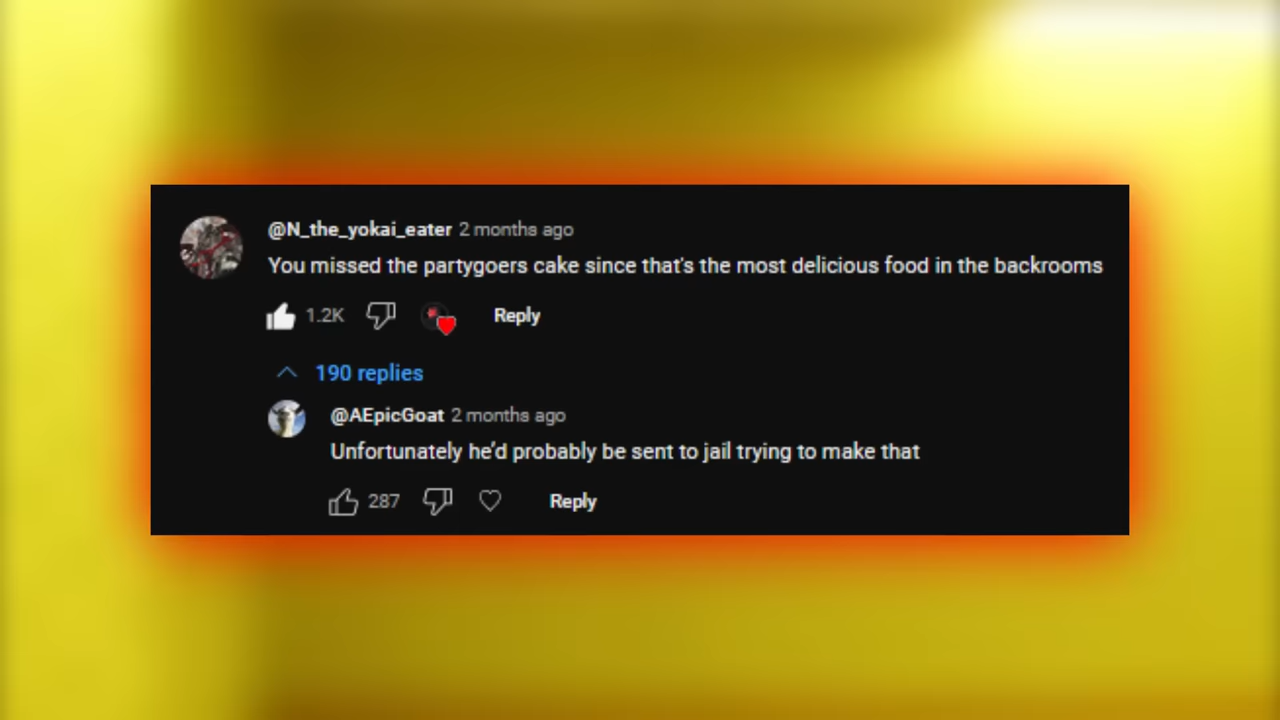 @N_the_yokai_eater 2 months ago
You missed the partygoers cake since that's the most delicious food in the backrooms
1.2K Reply
190 replies
@AEpicGoat 2 months ago
Unfortunately he'd probably be sent to jail trying to make that
287 Reply